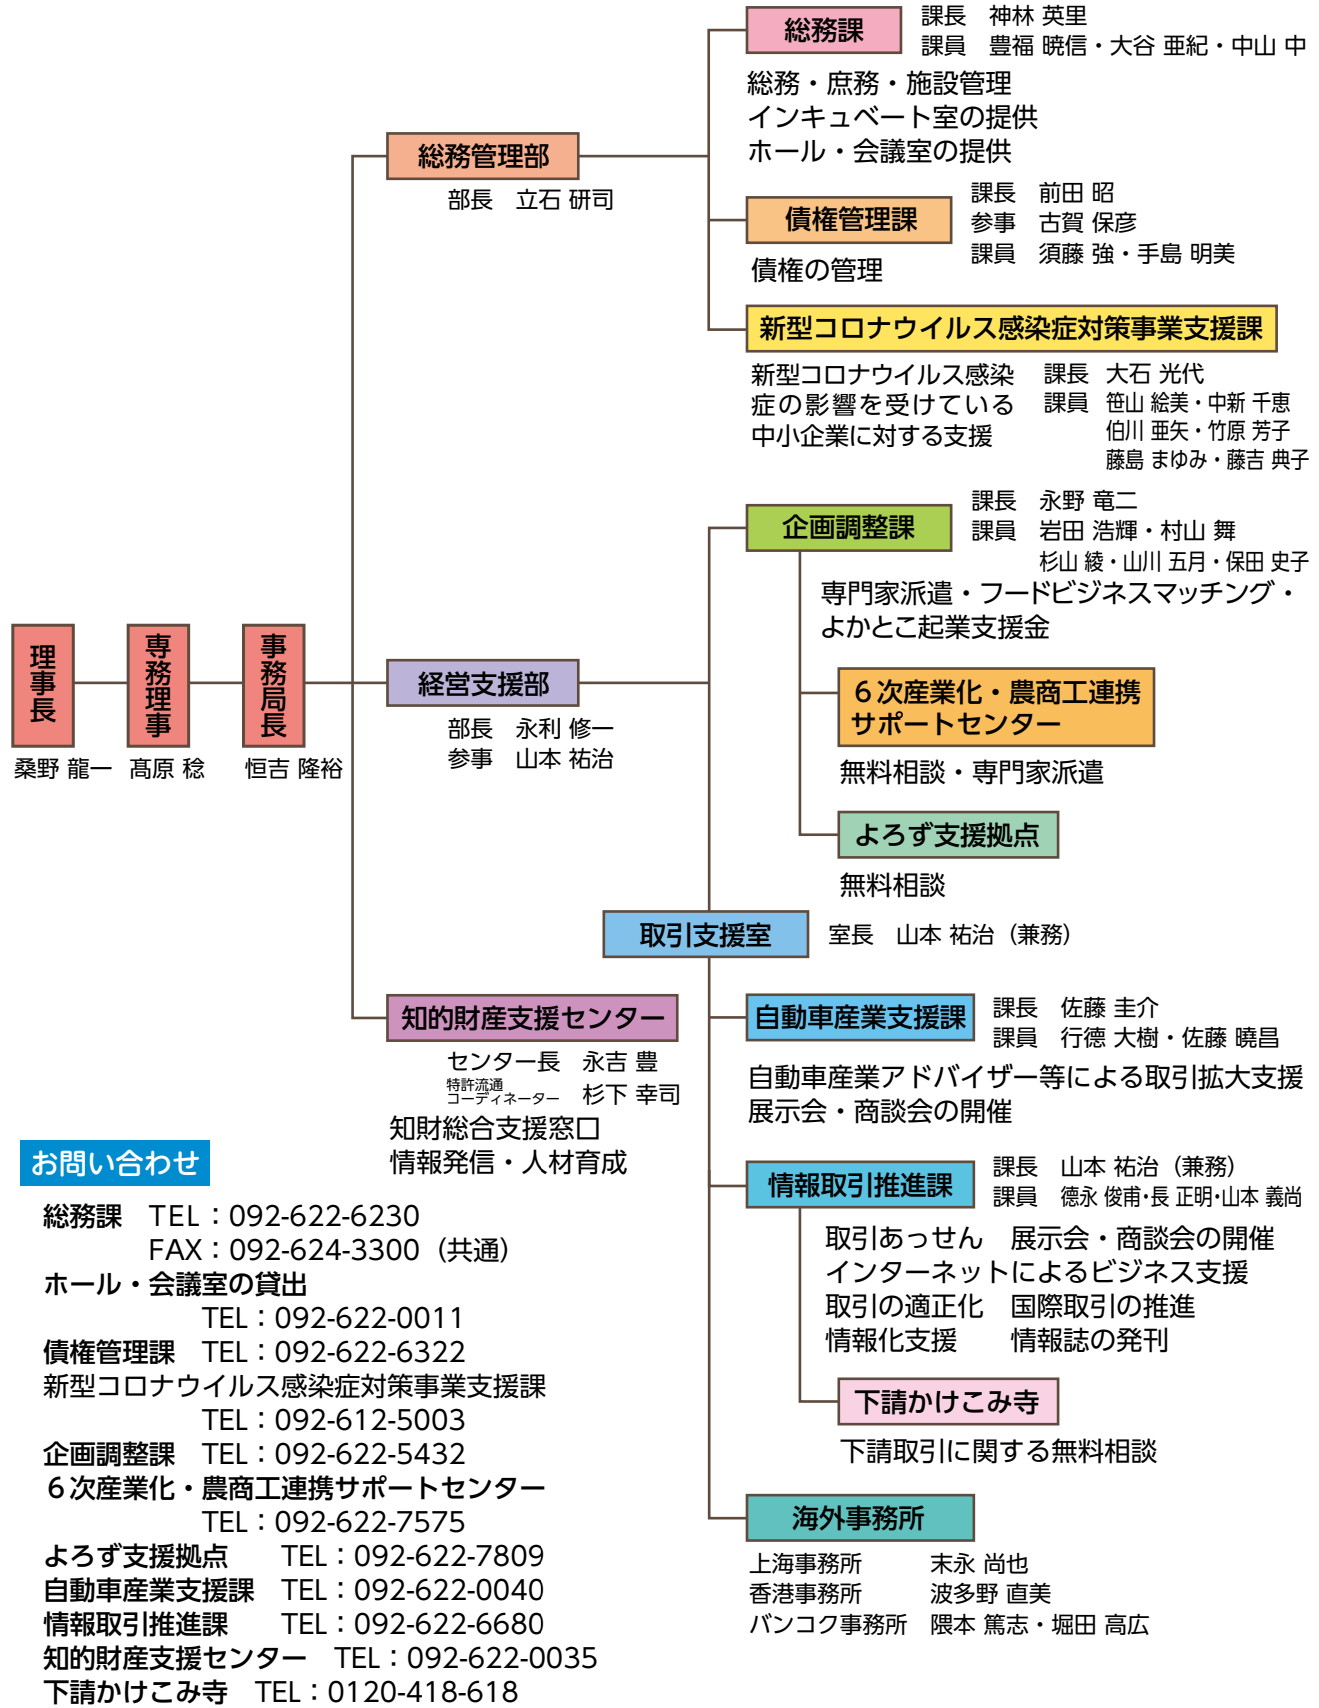 総務課
課長 神林 英里
課員 豊福 暁信・大谷 亜紀・中山 中
総務・庶務・施設管理
インキュベート室の提供
ホール・会議室の提供
総務管理部
部長 立石 研司
債権管理課
課長 前田 昭
参事 古賀 保彦
課員 須藤 強・手島 明美
債権の管理
新型コロナウイルス感染症対策事業支援課
新型コロナウイルス感染
症の影響を受けている
中小企業に対する支援
課長 大石 光代
課員 笹山 絵美・中新 千恵
伯川 亜矢・竹原 芳子
藤島 まゆみ・藤吉 典子
企画調整課
課長 永野 竜二
課員 岩田 浩輝・村山 舞
杉山 綾・山川 五月・保田 史子
専門家派遣・フードビジネスマッチング・
よかとこ起業支援金
理事長
桑野 龍一
専務理事
髙原 稔
事務局長
恒吉 隆裕
経営支援部
部長 永利 修一
参事 山本 祐治
6次産業化・農商工連携
サポートセンター
無料相談・専門家派遣
よろず支援拠点
無料相談
取引支援室
室長 山本 祐治（兼務）
知的財産支援センター
センター長 永吉 豊
特許流通
コーディネーター 杉下 幸司
知財総合支援窓口
情報発信・人材育成
自動車産業支援課
課長 佐藤 圭介
課員 行德 大樹・佐藤 曉昌
自動車産業アドバイザー等による取引拡大支援
展示会・商談会の開催
情報取引推進課
課長 山本 祐治（兼務）
課員 德永 俊甫・長 正明・山本 義尚
取引あっせん 展示会・商談会の開催
インターネットによるビジネス支援
取引の適正化 国際取引の推進
情報化支援 情報誌の発刊
下請かけこみ寺
下請取引に関する無料相談
海外事務所
上海事務所 末永 尚也
香港事務所 波多野 直美
バンコク事務所 隈本 篤志・堀田 高広
お問い合わせ
総務課 TEL：092-622-6230
FAX：092-624-3300（共通）
ホール・会議室の貸出
TEL：092-622-0011
債権管理課 TEL：092-622-6322
新型コロナウイルス感染症対策事業支援課
TEL：092-612-5003
企画調整課 TEL：092-622-5432
6次産業化・農商工連携サポートセンター
TEL：092-622-7575
よろず支援拠点 TEL：092-622-7809
自動車産業支援課 TEL：092-622-0040
情報取引推進課 TEL：092-622-6680
知的財産支援センター TEL：092-622-0035
下請かけこみ寺 TEL：0120-418-618